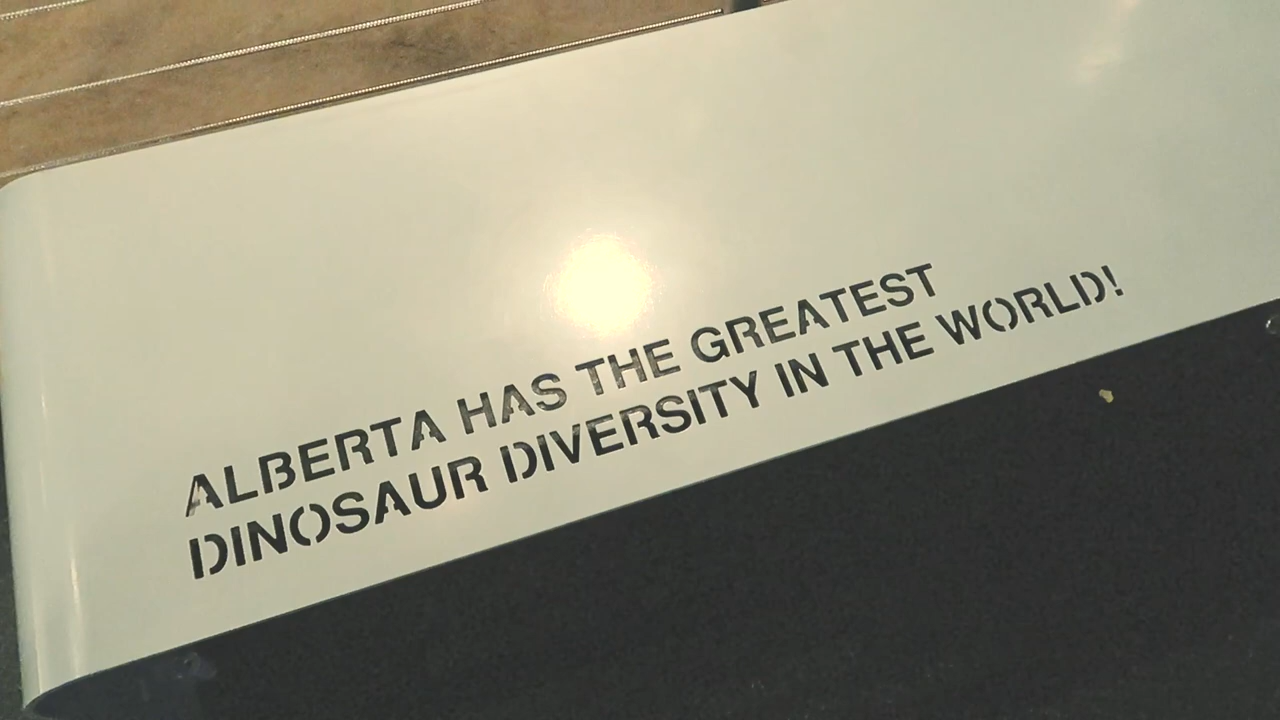 ALBERTA HAS THE GREATEST
DINOSAUR DIVERSITY IN THE WORLD!